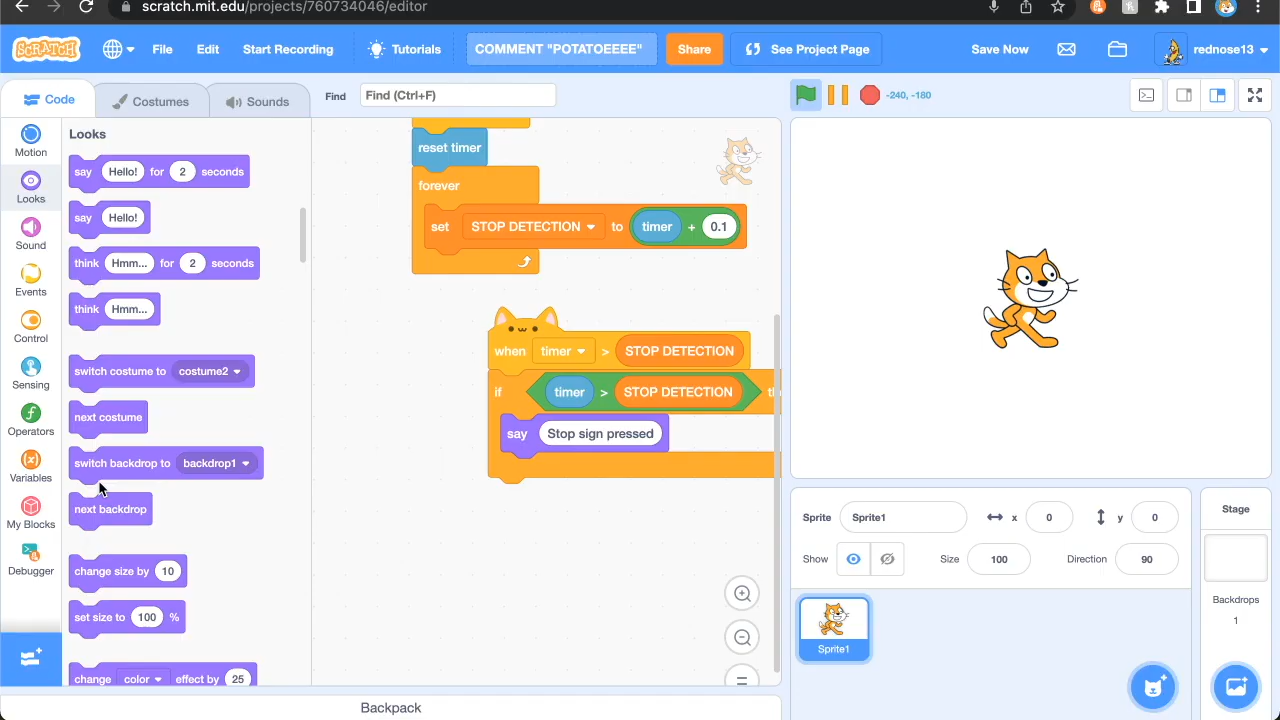 scratch.mit.edu/projects/760734046/editor
SCRATCH File Edit Start Recording Tutorials COMMENT "POTATOEEEE" Share See Project Page Save Now rednose13
Code Costumes Sounds Find Find (Ctrl+F) -240, -180
Motion
Looks
Sound
Events
Control
Sensing
Operators
Variables
My Blocks
Debugger
Looks
say Hello! for 2 seconds
say Hello!
think Hmm... for 2 seconds
think Hmm...
switch costume to costume2
next costume
switch backdrop to backdrop1
next backdrop
change size by 10
set size to 100 %
change color effect by 25
reset timer
forever
set STOP DETECTION to timer + 0.1
when timer > STOP DETECTION
if timer > STOP DETECTION
say Stop sign pressed
Sprite Sprite1 x 0 y 0
Show Size 100 Direction 90
Sprite1
Stage
Backdrops
1
Backpack